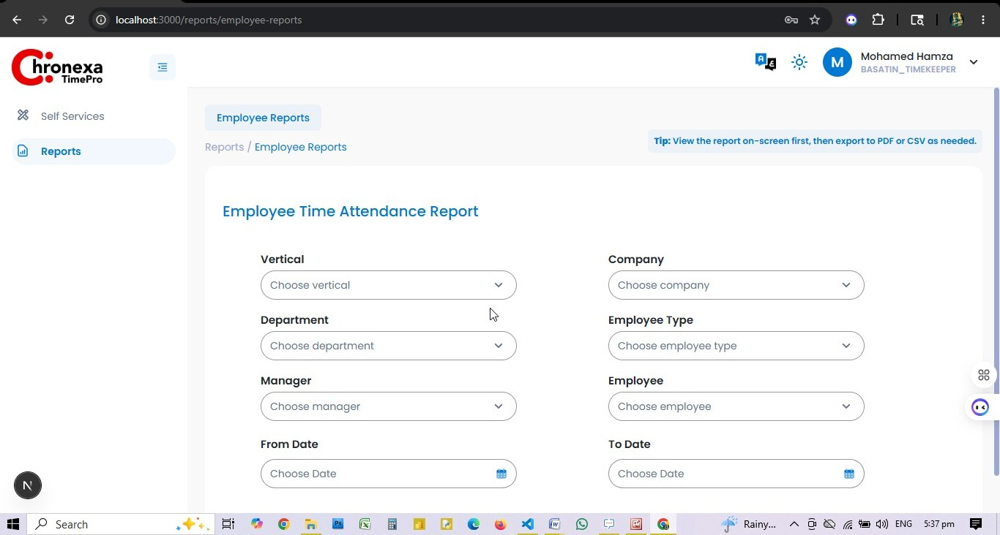 localhost:3000/reports/employee-reports
Chronexa
TimePro
M
Mohamed Hamza
BASATIN_TIMEKEEPER
Self Services
Reports
Employee Reports
Reports / Employee Reports
Tip: View the report on-screen first, then export to PDF or CSV as needed.
Employee Time Attendance Report
Vertical
Company
Choose vertical
Choose company
Department
Employee Type
Choose department
Choose employee type
Manager
Employee
Choose manager
Choose employee
From Date
To Date
Choose Date
Choose Date
N
Search
Ps
Rainy...
ENG
5:37 pm